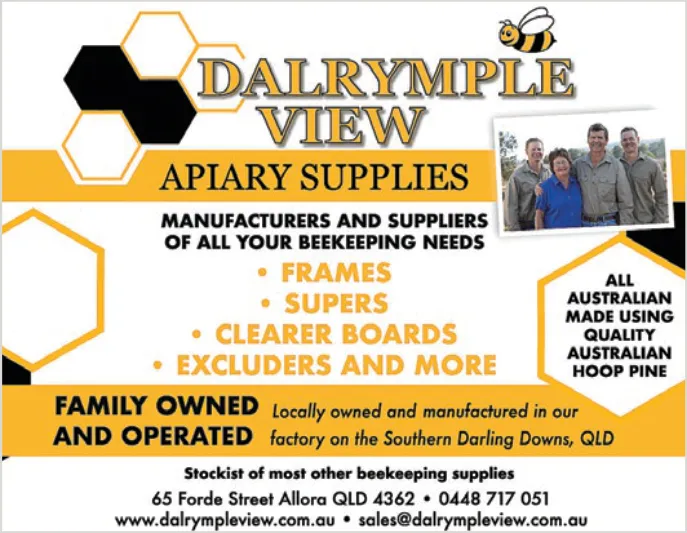 DALRYMPLE
VIEW
APIARY SUPPLIES
MANUFACTURERS AND SUPPLIERS
OF ALL YOUR BEEKEEPING NEEDS
• FRAMES
• SUPERS
• CLEARER BOARDS
• EXCLUDERS AND MORE
ALL
AUSTRALIAN
MADE USING
QUALITY
AUSTRALIAN
HOOP PINE
FAMILY OWNED
AND OPERATED
Locally owned and manufactured in our
factory on the Southern Darling Downs, QLD
Stockist of most other beekeeping supplies
65 Forde Street Allora QLD 4362 • 0448 717 051
www.dalrympleview.com.au • sales@dalrympleview.com.au